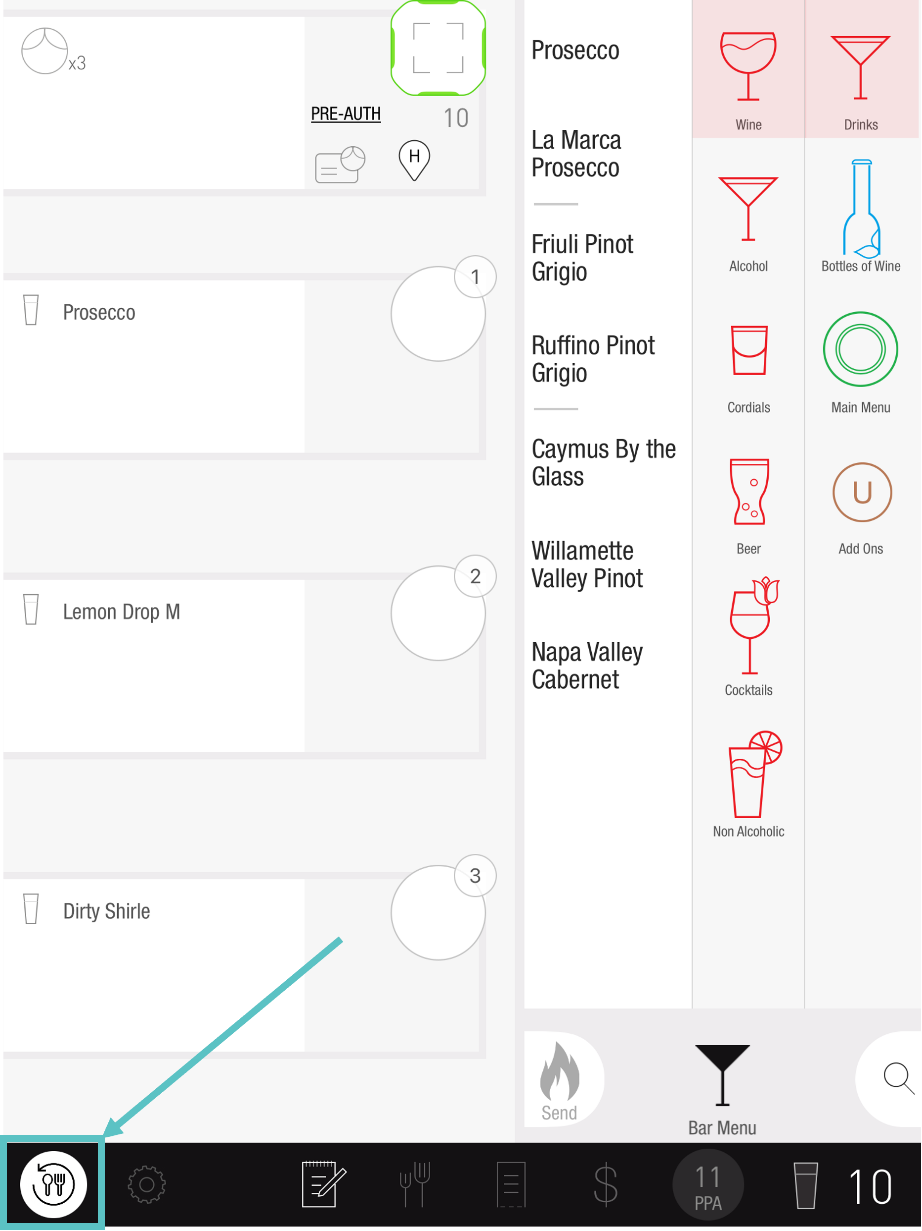 x3
PRE-AUTH
10
H
1
Prosecco
2
Lemon Drop M
3
Dirty Shirle
Prosecco
La Marca
Prosecco
Friuli Pinot
Grigio
Ruffino Pinot
Grigio
Caymus By the
Glass
Willamette
Valley Pinot
Napa Valley
Cabernet
Wine
Drinks
Alcohol
Bottles of Wine
Cordials
Main Menu
Beer
U
Add Ons
Cocktails
Non Alcoholic
Send
Bar Menu
$
11
PPA
10